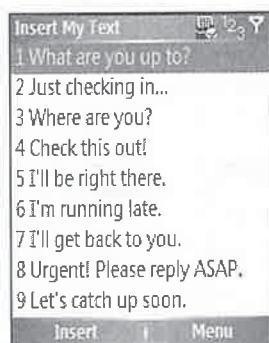 Insert My Text 123
1 What are you up to?
2 Just checking in...
3 Where are you?
4 Check this out!
5 I'll be right there.
6 I'm running late.
7 I'll get back to you.
8 Urgent! Please reply ASAP.
9 Let's catch up soon.
Insert Menu